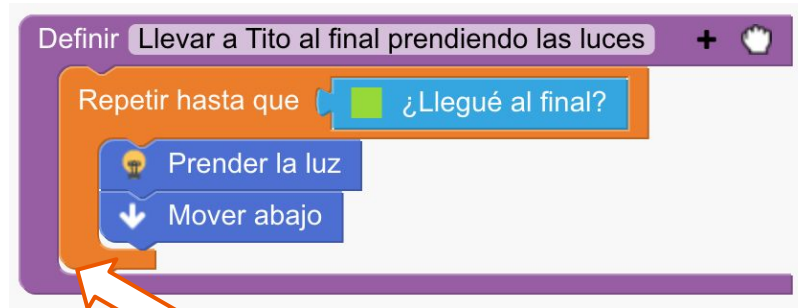 Definir Llevar a Tito al final prendiendo las luces +
Repetir hasta que ¿Llegué al final?
Prender la luz
Mover abajo